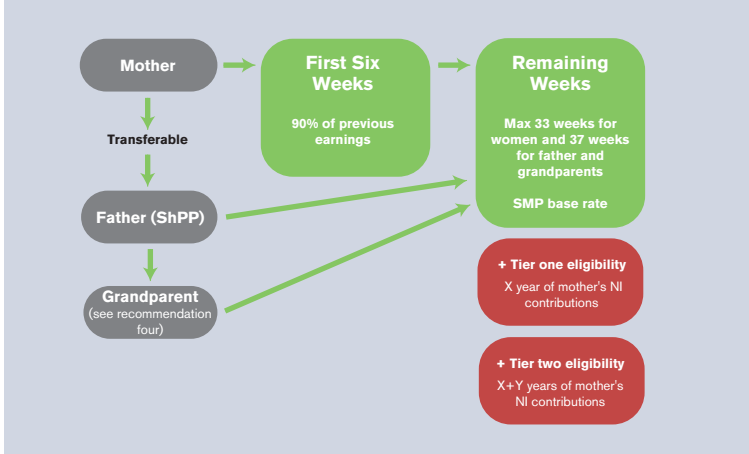 Mother
First Six
Weeks
90% of previous
earnings
Remaining
Weeks
Max 33 weeks for
women and 37 weeks
for father and
grandparents
SMP base rate
Transferable
Father (ShPP)
Grandparent
(see recommendation
four)
+ Tier one eligibility
X year of mother's NI
contributions
+ Tier two eligibility
X+Y years of mother's
NI contributions